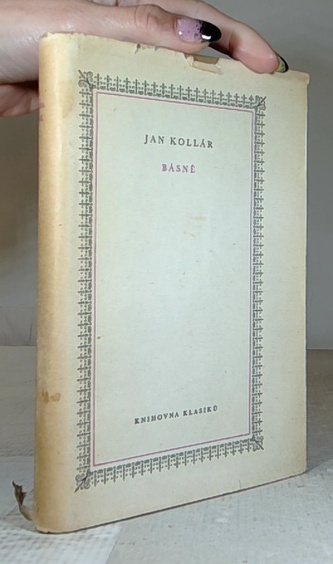 JAN KOLLÁR
BÁSNĚ
KNIHOVNA KLASIKŮ